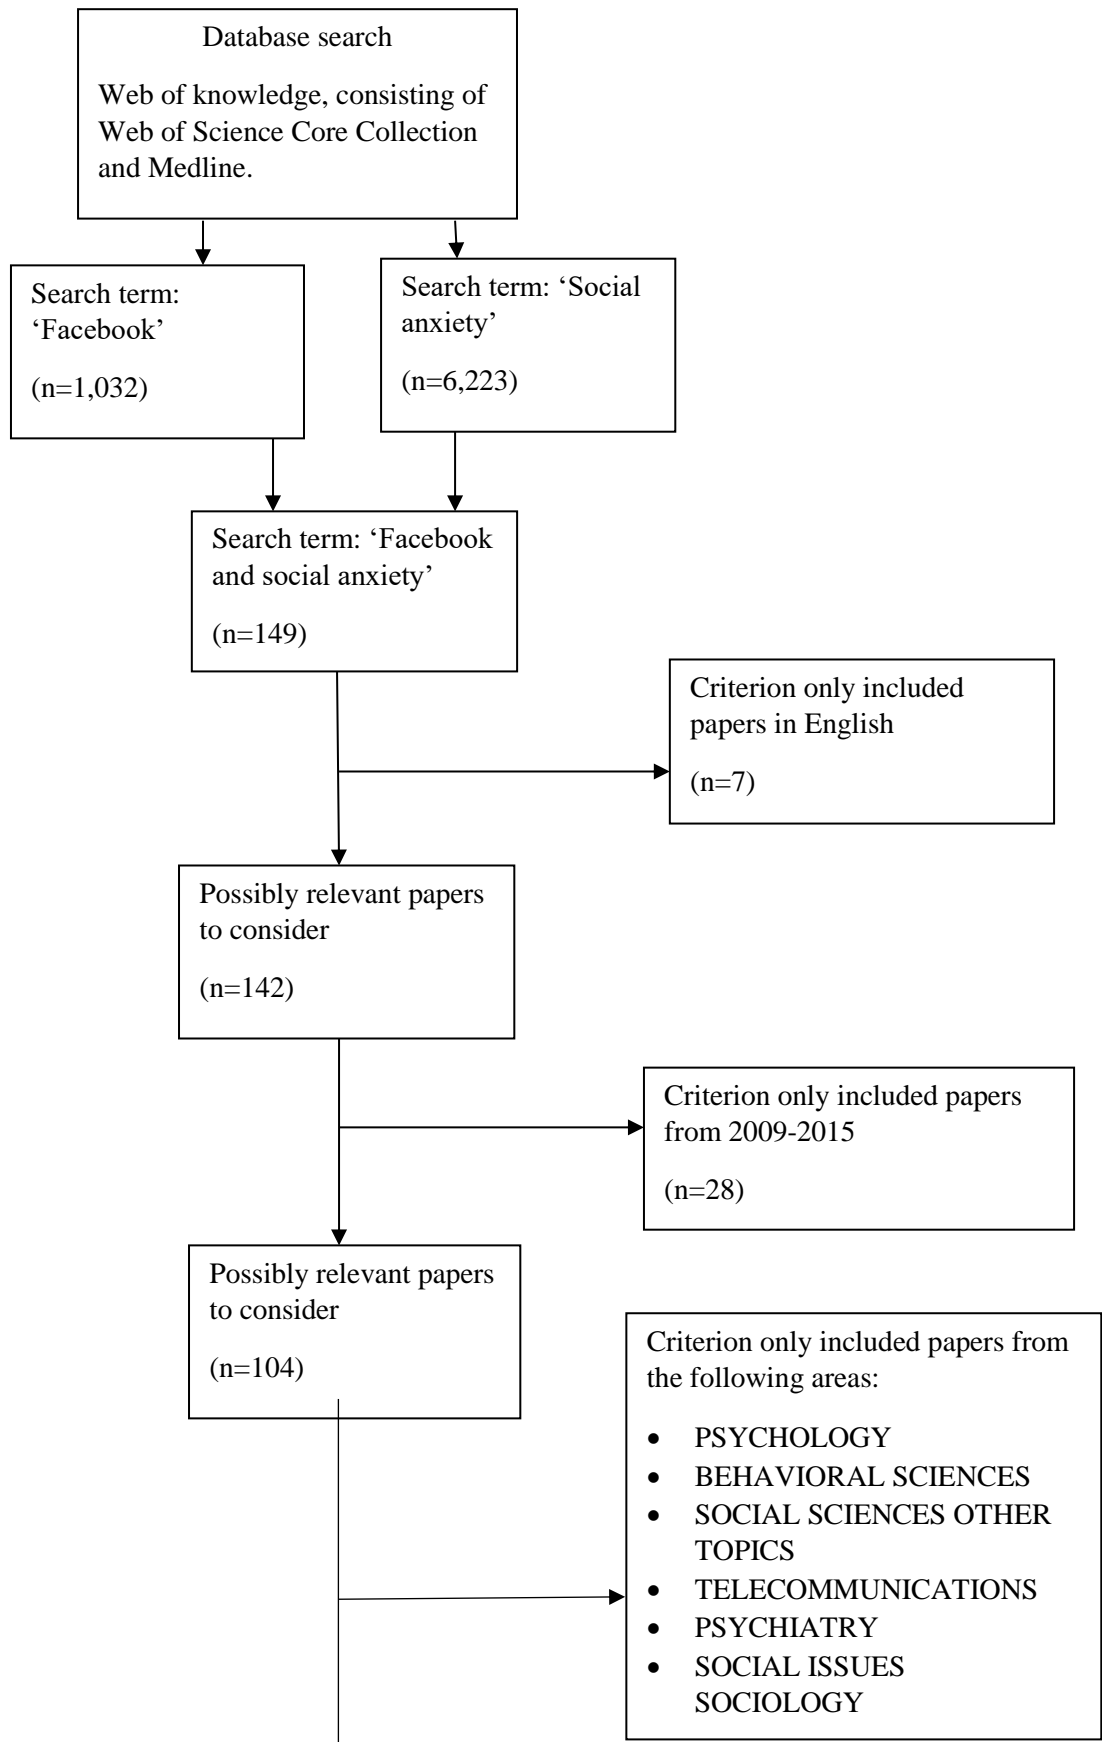 Database search
Web of knowledge, consisting of
Web of Science Core Collection
and Medline.
Search term:
‘Facebook’
(n=1,032)
Search term: ‘Social
anxiety’
(n=6,223)
Search term: ‘Facebook
and social anxiety’
(n=149)
Criterion only included
papers in English
(n=7)
Possibly relevant papers
to consider
(n=142)
Criterion only included papers
from 2009-2015
(n=28)
Possibly relevant papers
to consider
(n=104)
Criterion only included papers from
the following areas:
• PSYCHOLOGY
• BEHAVIORAL SCIENCES
• SOCIAL SCIENCES OTHER
TOPICS
• TELECOMMUNICATIONS
• PSYCHIATRY
• SOCIAL ISSUES
SOCIOLOGY